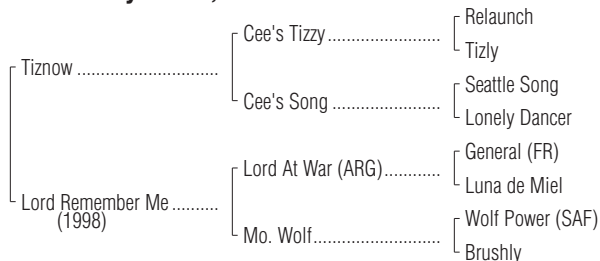 Relaunch
Cee's Tizzy
Tizly
Tiznow
Seattle Song
Cee's Song
Lonely Dancer
General (FR)
Lord At War (ARG)
Luna de Miel
Lord Remember Me
(1998)
Wolf Power (SAF)
Mo. Wolf
Brushly